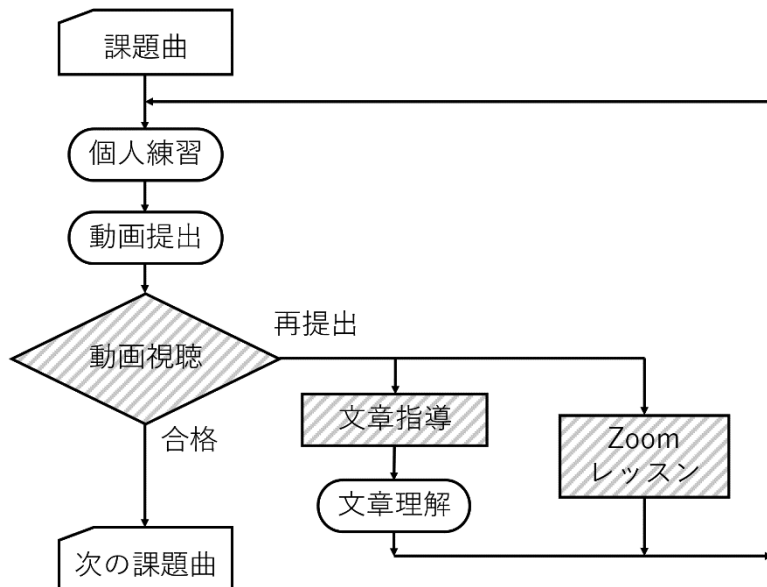 課題曲
個人練習
動画提出
動画視聴
再提出
合格
文章指導
文章理解
Zoom
レッスン
次の課題曲